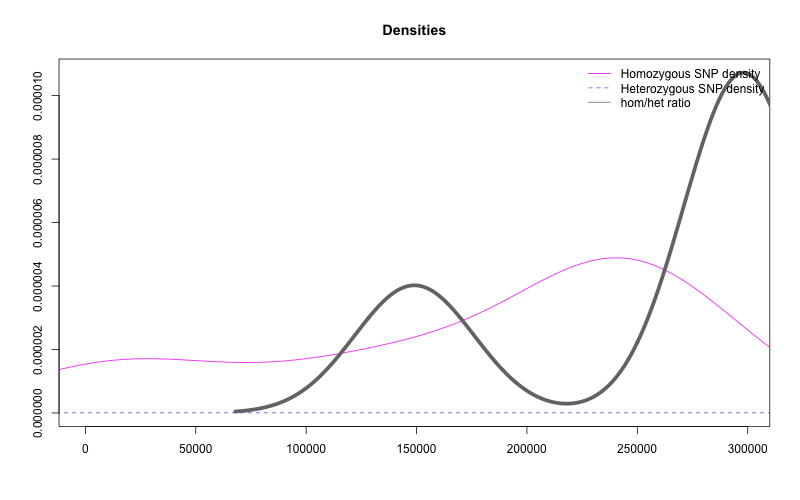 Densities
Homozygous SNP density
Heterozygous SNP density
hom/het ratio
0.000010
0.000008
0.000006
0.000004
0.000002
0.000000
0 50000 100000 150000 200000 250000 300000